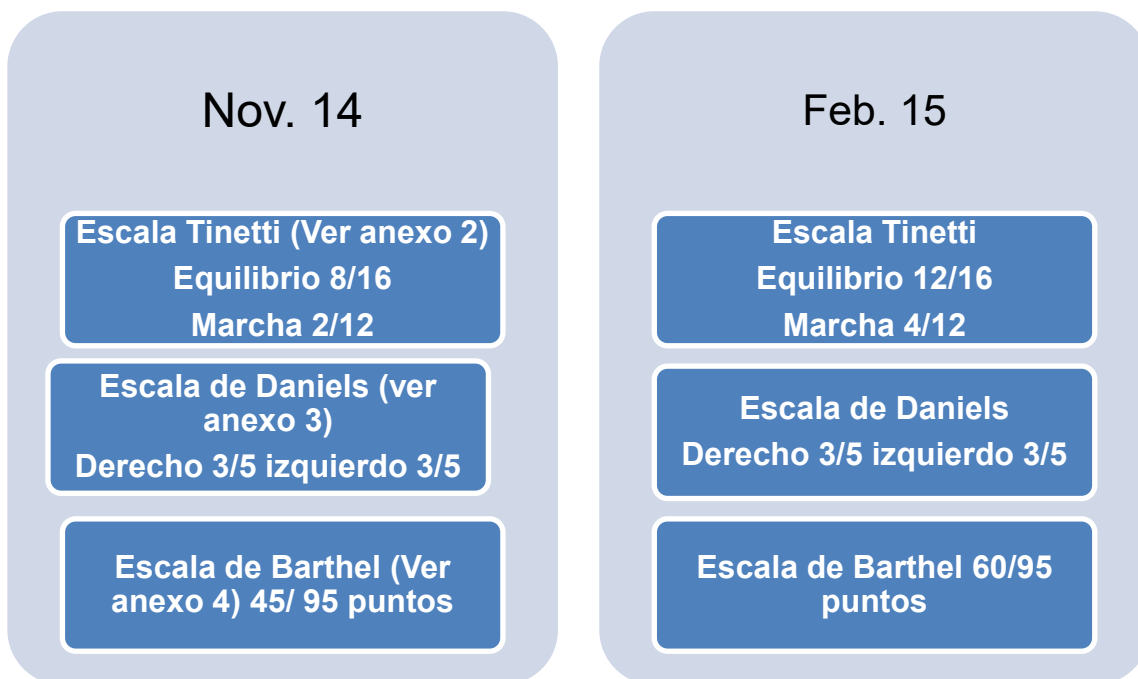 Nov. 14
Escala Tinetti (Ver anexo 2)
Equilibrio 8/16
Marcha 2/12
Escala de Daniels (ver
anexo 3)
Derecho 3/5 izquierdo 3/5
Escala de Barthel (Ver
anexo 4) 45/ 95 puntos
Feb. 15
Escala Tinetti
Equilibrio 12/16
Marcha 4/12
Escala de Daniels
Derecho 3/5 izquierdo 3/5
Escala de Barthel 60/95
puntos